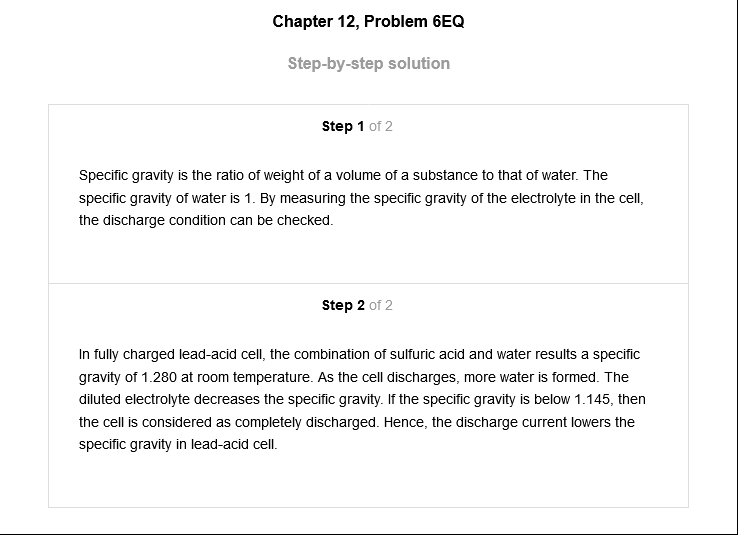 Chapter 12, Problem 6EQ
Step-by-step solution
Step 1 of 2
Specific gravity is the ratio of weight of a volume of a substance to that of water. The
specific gravity of water is 1. By measuring the specific gravity of the electrolyte in the cell,
the discharge condition can be checked.
Step 2 of 2
In fully charged lead-acid cell, the combination of sulfuric acid and water results a specific
gravity of 1.280 at room temperature. As the cell discharges, more water is formed. The
diluted electrolyte decreases the specific gravity. If the specific gravity is below 1.145, then
the cell is considered as completely discharged. Hence, the discharge current lowers the
specific gravity in lead-acid cell.